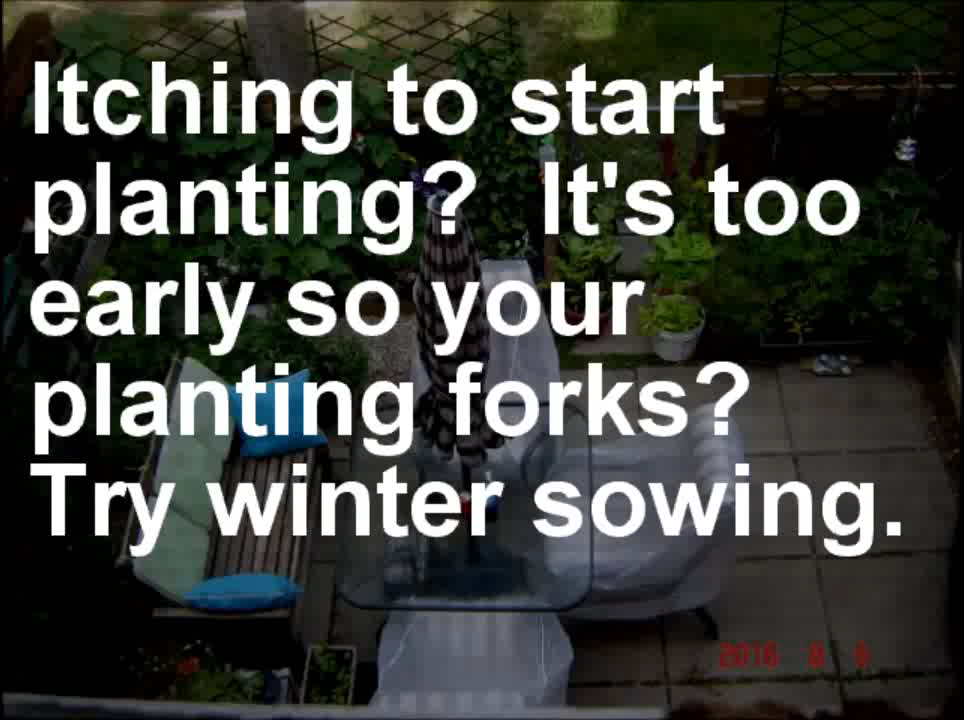 Itching to start
planting?  It's too
early so your
planting forks?
Try winter sowing.
2016 8 9